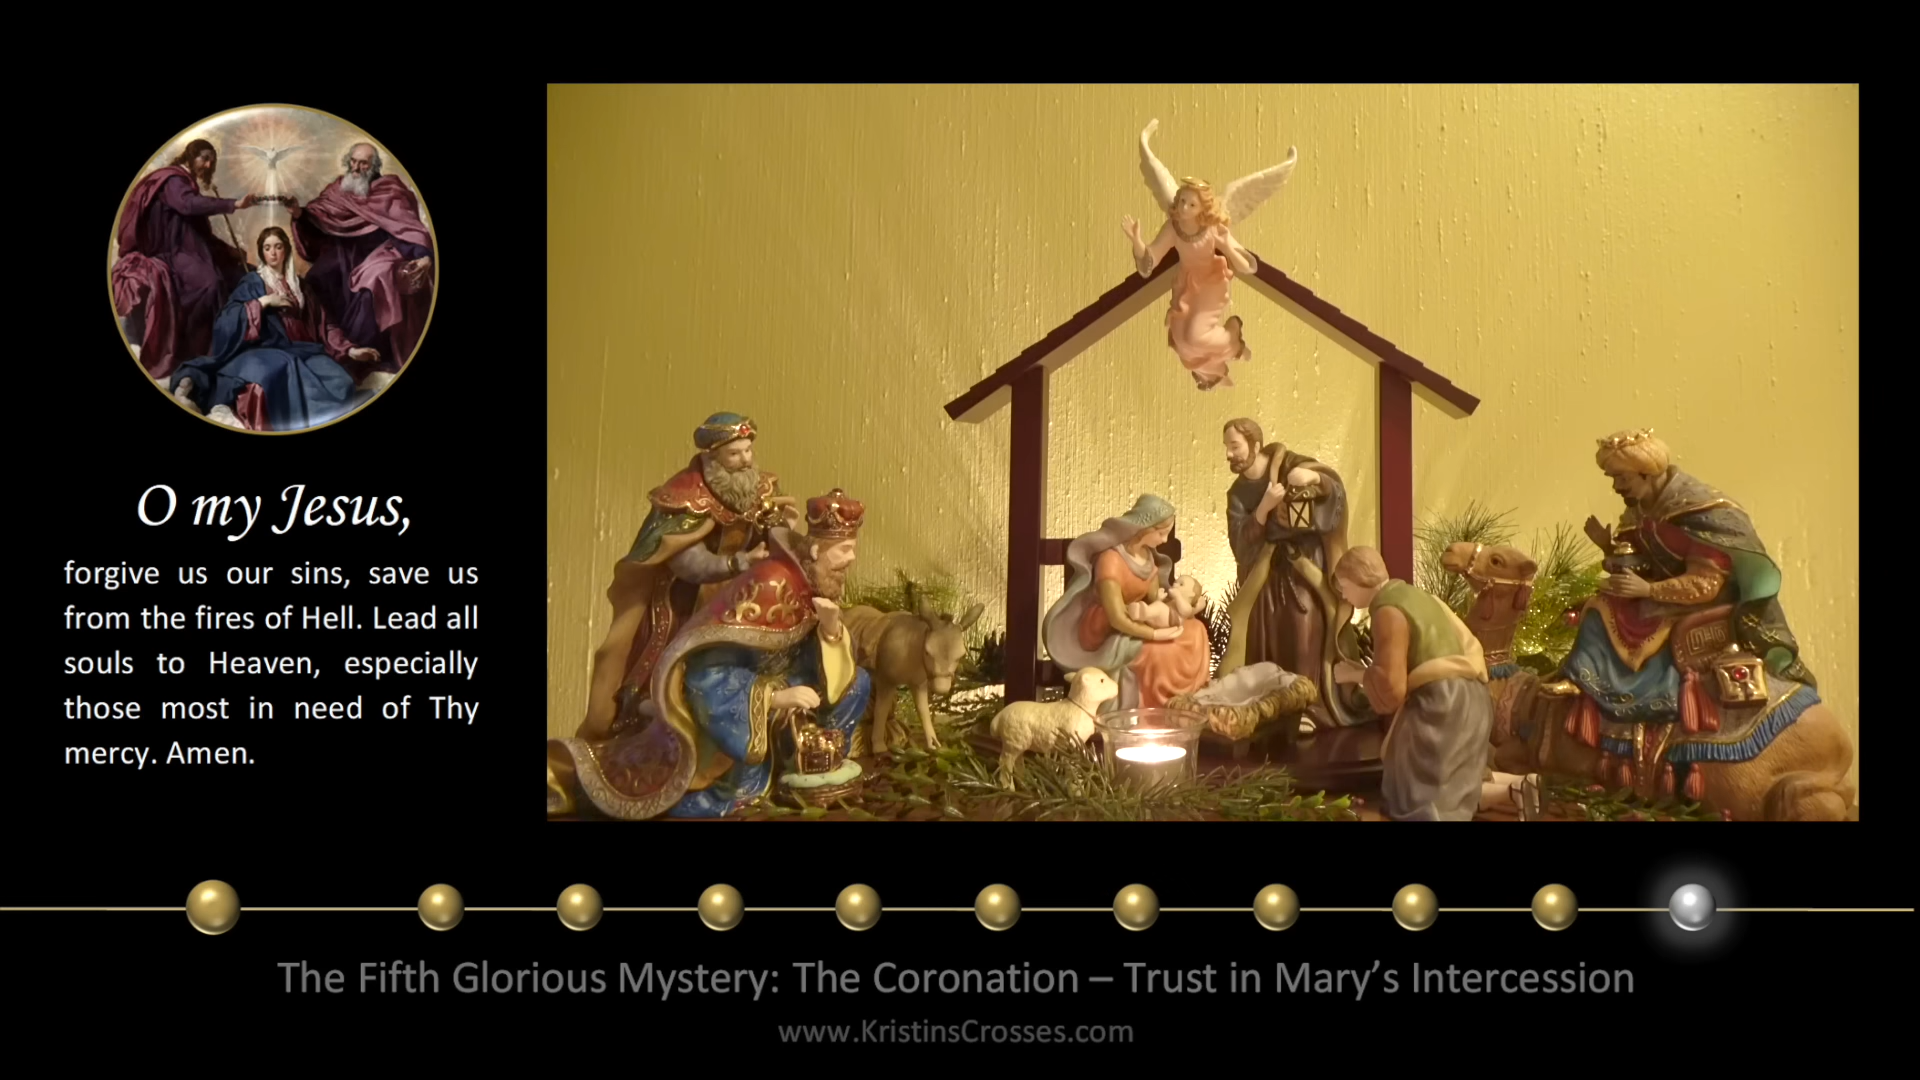 O my Jesus,
forgive us our sins, save us
from the fires of Hell. Lead all
souls to Heaven, especially
those most in need of Thy
mercy. Amen.
The Fifth Glorious Mystery: The Coronation – Trust in Mary’s Intercession
www.KristinsCrosses.com